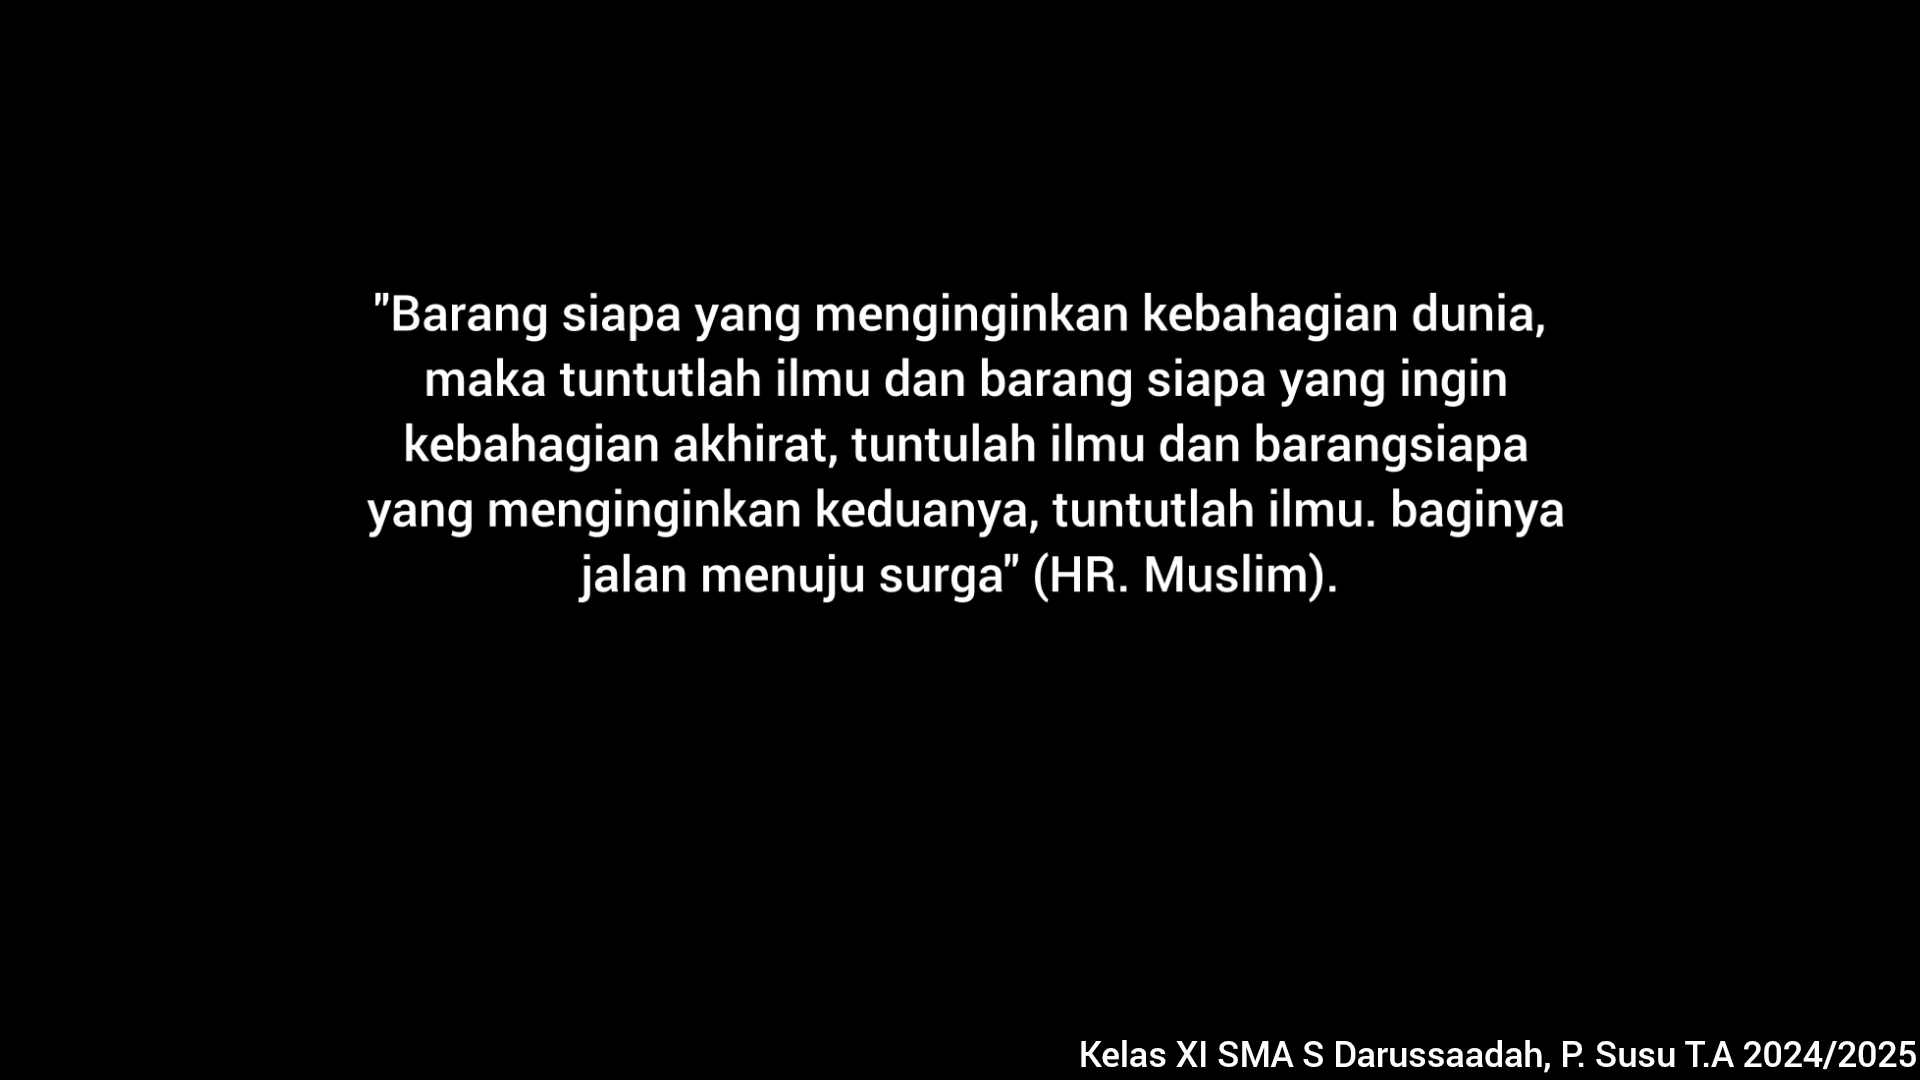 "Barang siapa yang menginginkan kebahagian dunia,
maka tuntutlah ilmu dan barang siapa yang ingin
kebahagian akhirat, tuntulah ilmu dan barangsiapa
yang menginginkan keduanya, tuntutlah ilmu. baginya
jalan menuju surga" (HR. Muslim).
Kelas XI SMA S Darussaadah, P. Susu T.A 2024/2025